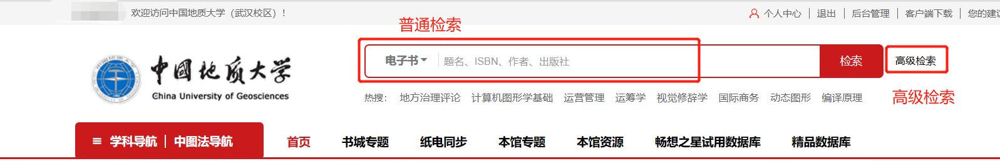 欢迎访问中国地质大学（武汉校区）！ 个人中心 | 退出 | 后台管理 | 客户端下载 | 您的建
普通检索
电子书 题名、ISBN、作者、出版社 检索 高级检索
中国地质大学
China University of Geosciences
热搜： 地方治理评论 计算机图形学基础 运营管理 运筹学 视觉修辞学 国际商务 动态图形 编译原理
高级检索
学科导航 | 中图法导航 首页 书城专题 纸电同步 本馆专题 本馆资源 畅想之星试用数据库 精品数据库